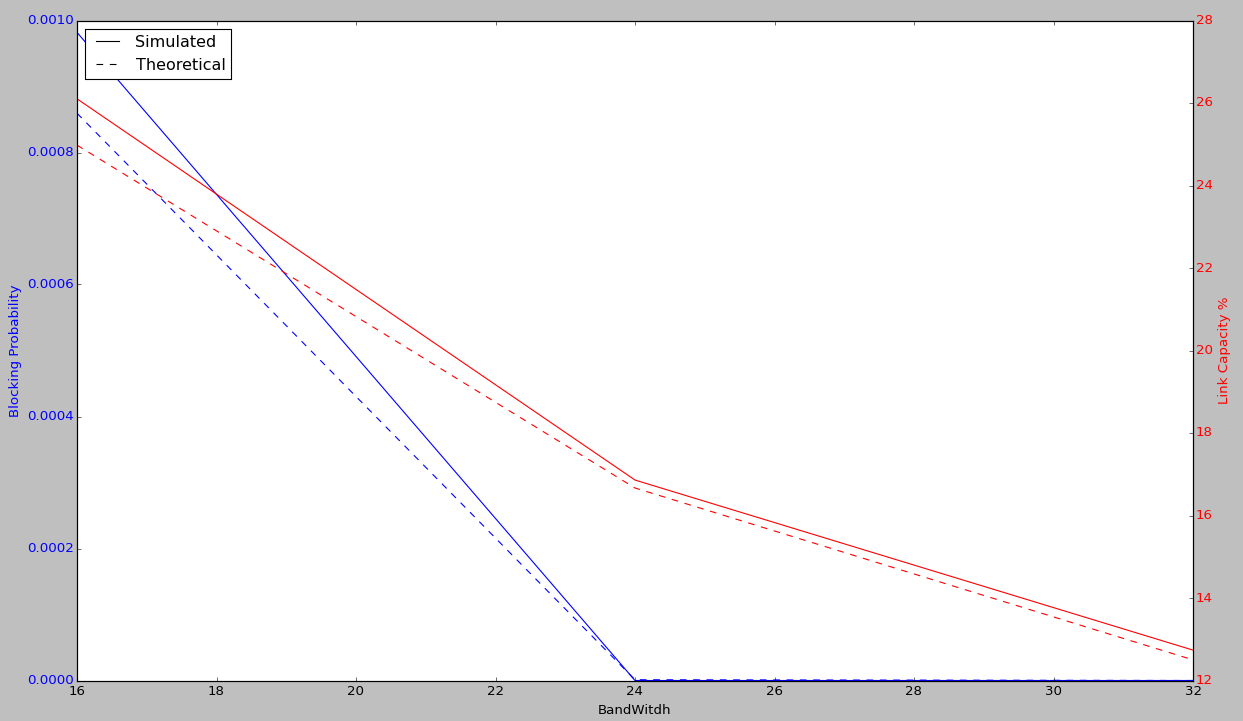 0.0010
0.0008
0.0006
0.0004
0.0002
0.0000
Blocking Probability
Simulated
Theoretical
28
26
24
22
20
18
16
14
12
Link Capacity %
16 18 20 22 24 26 28 30 32
BandWitdh